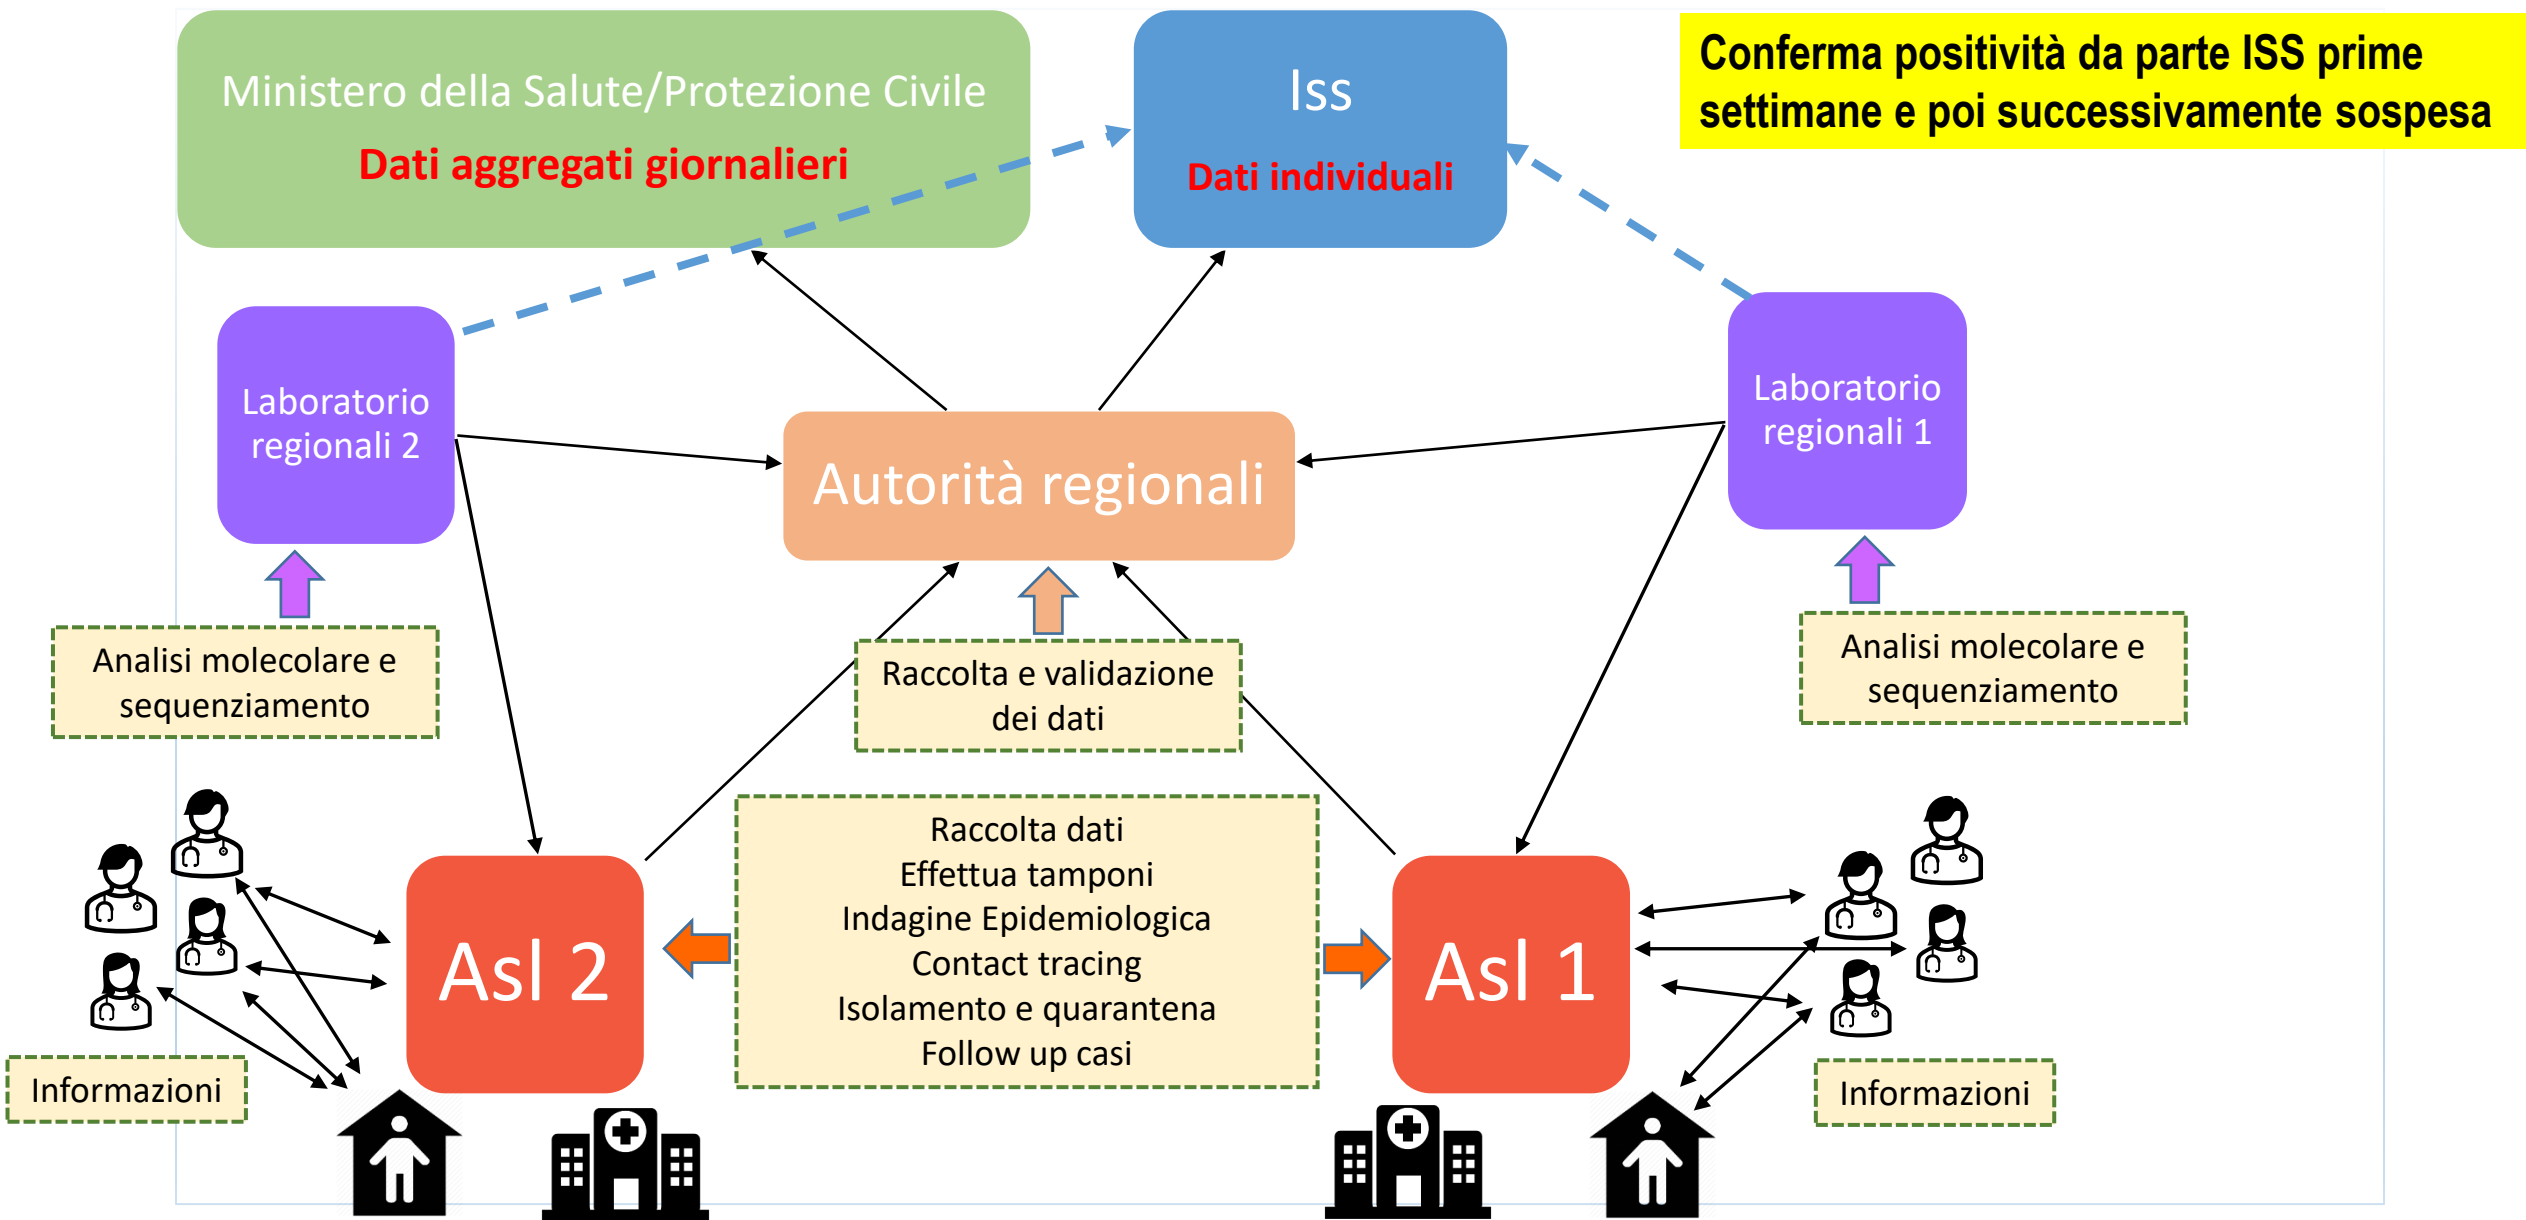 Ministero della Salute/Protezione Civile
Dati aggregati giornalieri
Iss
Dati individuali
Conferma positività da parte ISS prime
settimane e poi successivamente sospesa
Laboratorio
regionali 2
Autorità regionali
Laboratorio
regionali 1
Analisi molecolare e
sequenziamento
Raccolta e validazione
dei dati
Analisi molecolare e
sequenziamento
Asl 2
Raccolta dati
Effettua tamponi
Indagine Epidemiologica
Contact tracing
Isolamento e quarantena
Follow up casi
Asl 1
Informazioni
Informazioni